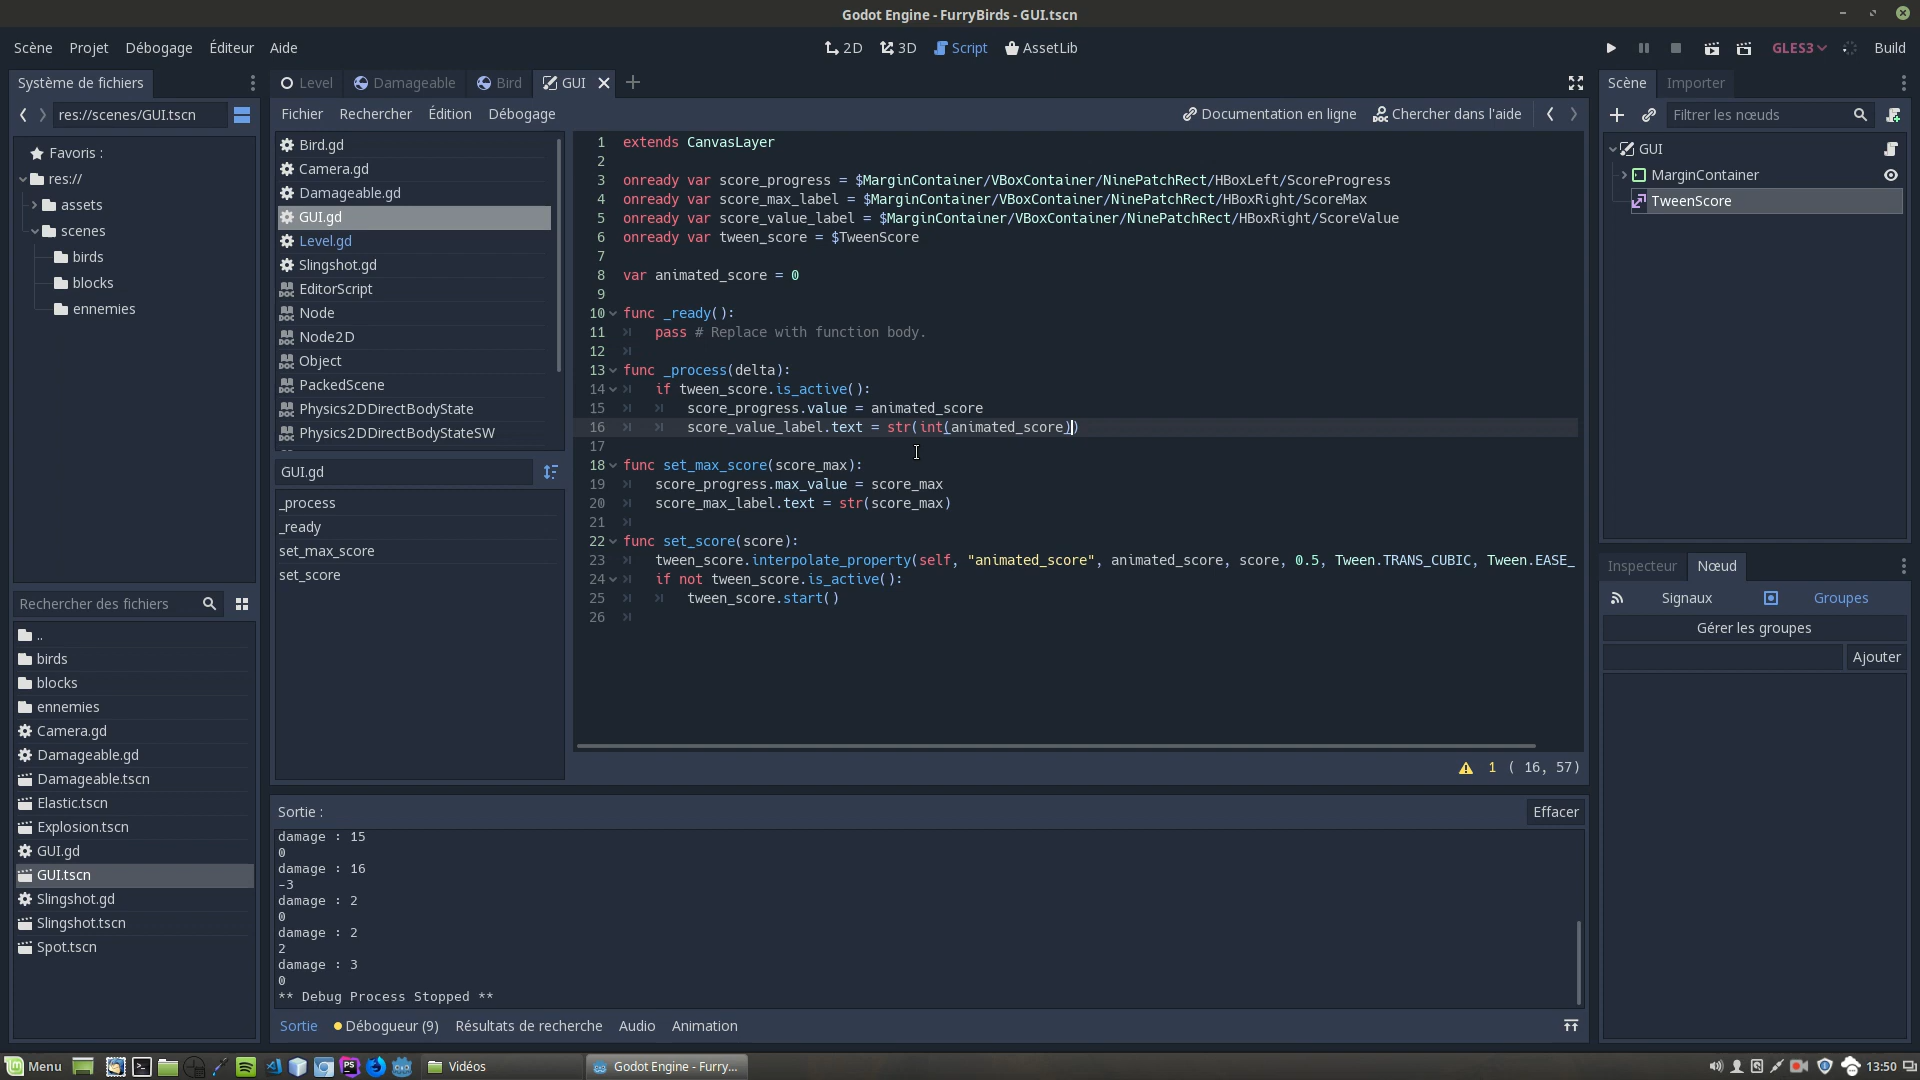 Godot Engine - FurryBirds - GUI.tscn
Scène Projet Débogage Éditeur Aide
2D 3D Script AssetLib
GLES3 Build
Système de fichiers
res://scenes/GUI.tscn
Favoris :
res://
assets
scenes
birds
blocks
ennemies
Rechercher des fichiers
..
birds
blocks
ennemies
Camera.gd
Damageable.gd
Damageable.tscn
Elastic.tscn
Explosion.tscn
GUI.gd
GUI.tscn
Slingshot.gd
Slingshot.tscn
Spot.tscn
Level Damageable Bird GUI
Fichier Rechercher Édition Débogage
Documentation en ligne Chercher dans l'aide
Bird.gd
Camera.gd
Damageable.gd
GUI.gd
Level.gd
Slingshot.gd
EditorScript
Node
Node2D
Object
PackedScene
Physics2DDirectBodyState
Physics2DDirectBodyStateSW
GUI.gd
_process
_ready
set_max_score
set_score
1 extends CanvasLayer
2
3 onready var score_progress = $MarginContainer/VBoxContainer/NinePatchRect/HBoxLeft/ScoreProgress
4 onready var score_max_label = $MarginContainer/VBoxContainer/NinePatchRect/HBoxRight/ScoreMax
5 onready var score_value_label = $MarginContainer/VBoxContainer/NinePatchRect/HBoxRight/ScoreValue
6 onready var tween_score = $TweenScore
7
8 var animated_score = 0
9
10 func _ready():
11 pass # Replace with function body.
12
13 func _process(delta):
14 if tween_score.is_active():
15 score_progress.value = animated_score
16 score_value_label.text = str(int(animated_score))
17
18 func set_max_score(score_max):
19 score_progress.max_value = score_max
20 score_max_label.text = str(score_max)
21
22 func set_score(score):
23 tween_score.interpolate_property(self, "animated_score", animated_score, score, 0.5, Tween.TRANS_CUBIC, Tween.EASE_
24 if not tween_score.is_active():
25 tween_score.start()
26
1 ( 16, 57)
Sortie :
Effacer
damage : 15
0
damage : 16
-3
damage : 2
0
damage : 2
2
damage : 3
0
** Debug Process Stopped **
Sortie Débogueur (9) Résultats de recherche Audio Animation
Scène Importer
Filtrer les nœuds
GUI
MarginContainer
TweenScore
Inspecteur Nœud
Signaux Groupes
Gérer les groupes
Ajouter
Menu
PS
Vidéos
Godot Engine - Furry...
13:50